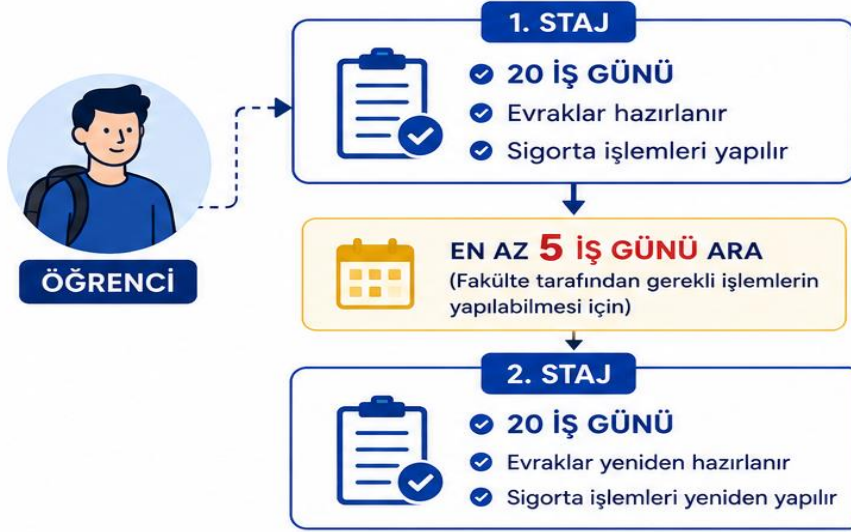 1. STAJ
20 İŞ GÜNÜ
Evraklar hazırlanır
Sigorta işlemleri yapılır
ÖĞRENCİ
EN AZ 5 İŞ GÜNÜ ARA
(Fakülte tarafından gerekli işlemlerin
yapılabilmesi için)
2. STAJ
20 İŞ GÜNÜ
Evraklar yeniden hazırlanır
Sigorta işlemleri yeniden yapılır